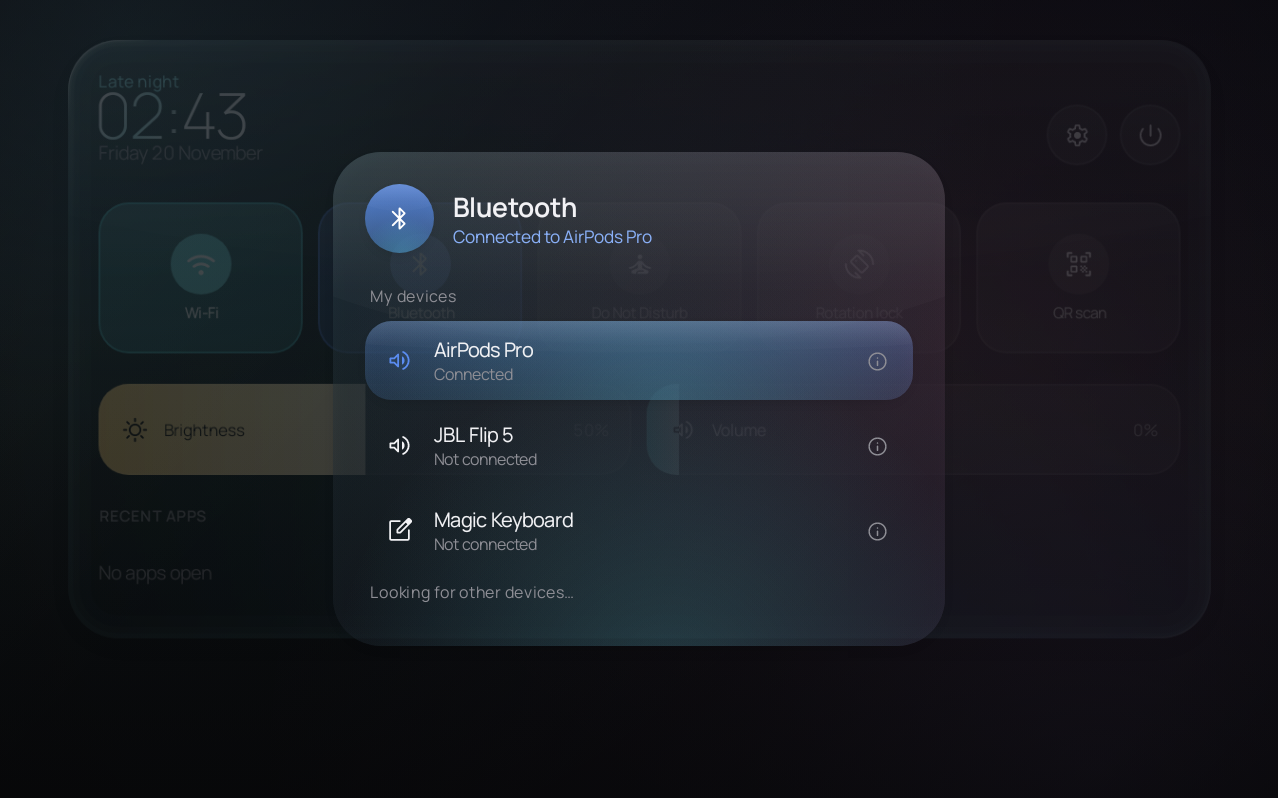 Late night
02:43
Friday 20 November
Bluetooth
Connected to AirPods Pro
Wi-Fi
Bluetooth
Do Not Disturb
Rotation lock
QR scan
My devices
AirPods Pro
Connected
Brightness
50%
Volume
0%
JBL Flip 5
Not connected
RECENT APPS
Magic Keyboard
Not connected
No apps open
Looking for other devices…